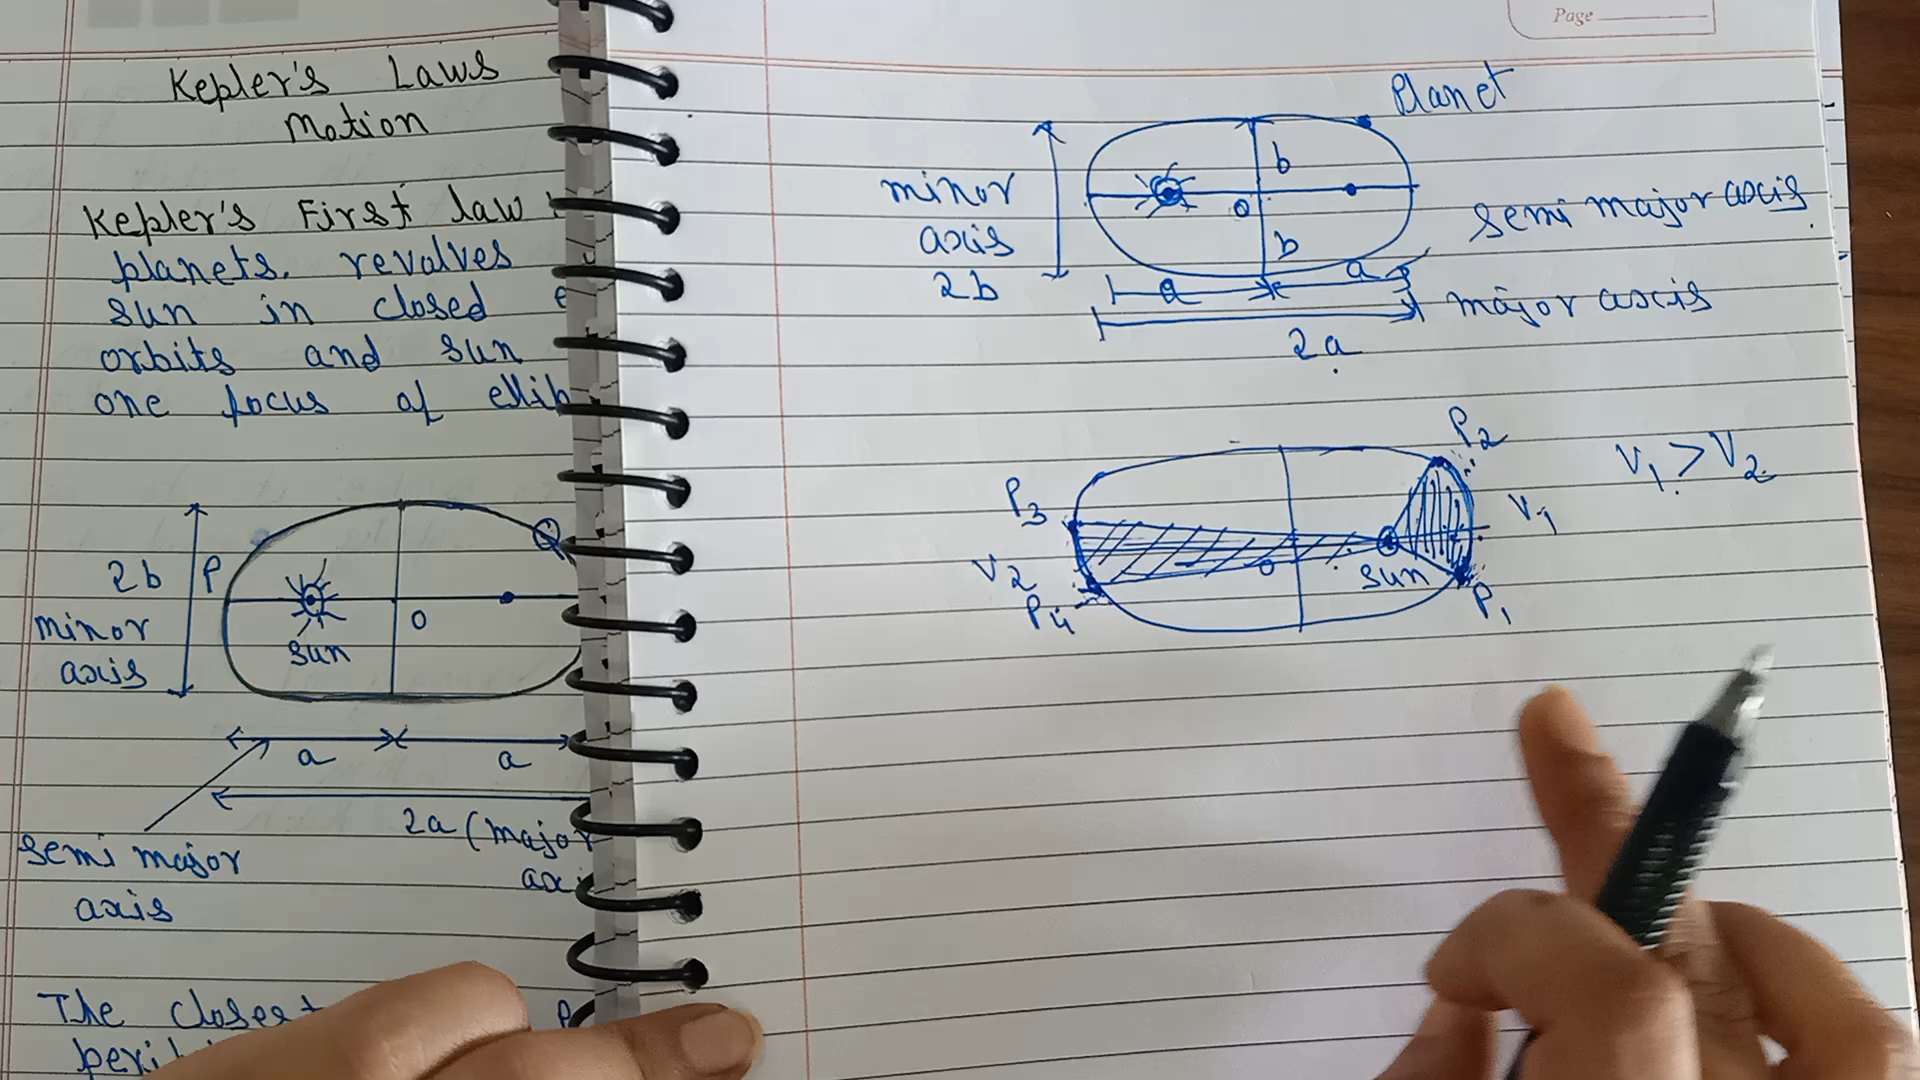 Kepler's Laws
Motion
Kepler's First law
planets. revolves
sun in closed
orbits and sun
one focus of
2b
minor
axis
P
Q
O
sun
a
a
2a (major
semi major
axis
The closest
Page
Planet
minor
axis
2b
b
O
b
semi major axis
a
a
major axis
2a
P2
P3
V1 > V2
V1
V2
O
sun
P4
P1